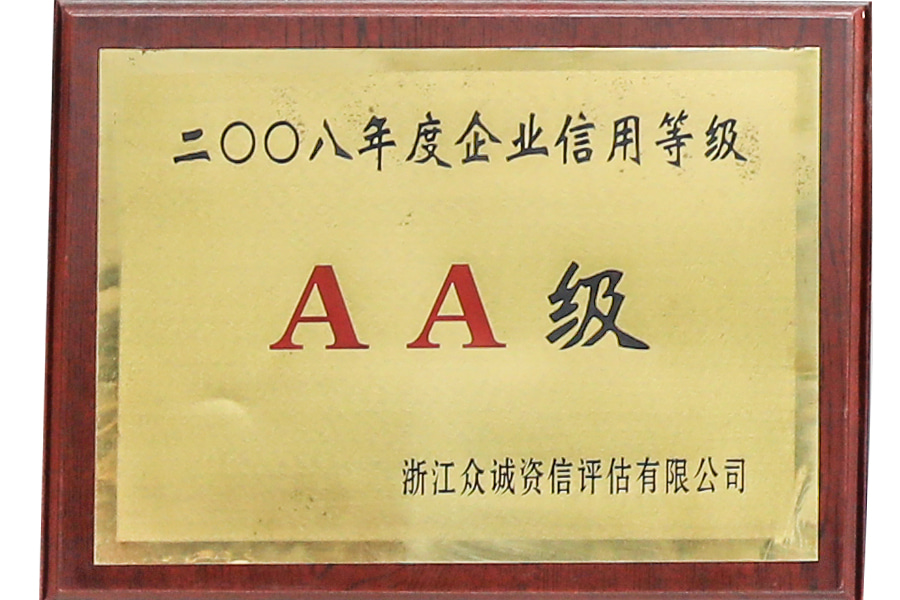 二〇〇八年度企业信用等级
AA级
浙江众诚资信评估有限公司